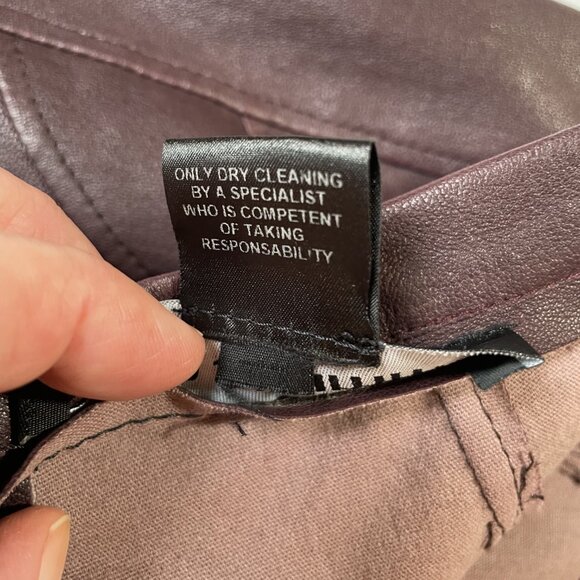 ONLY DRY CLEANING
BY A SPECIALIST
WHO IS COMPETENT
OF TAKING
RESPONSABILITY